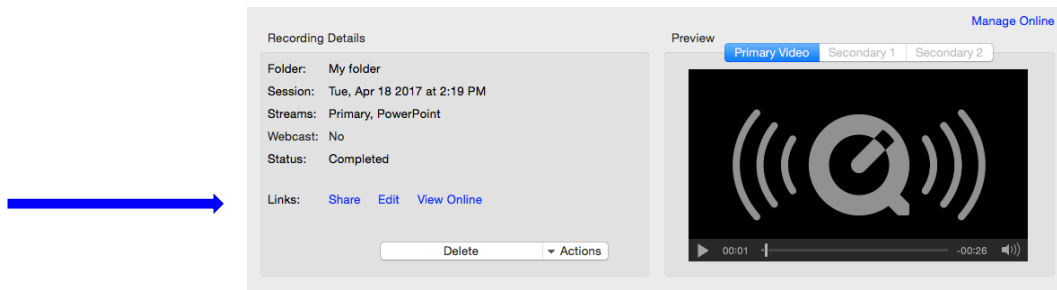 Manage Online
Recording Details
Folder: My folder
Session: Tue, Apr 18 2017 at 2:19 PM
Streams: Primary, PowerPoint
Webcast: No
Status: Completed
Links: Share Edit View Online
Delete Actions
Preview
Primary Video Secondary 1 Secondary 2
00:01 -00:26